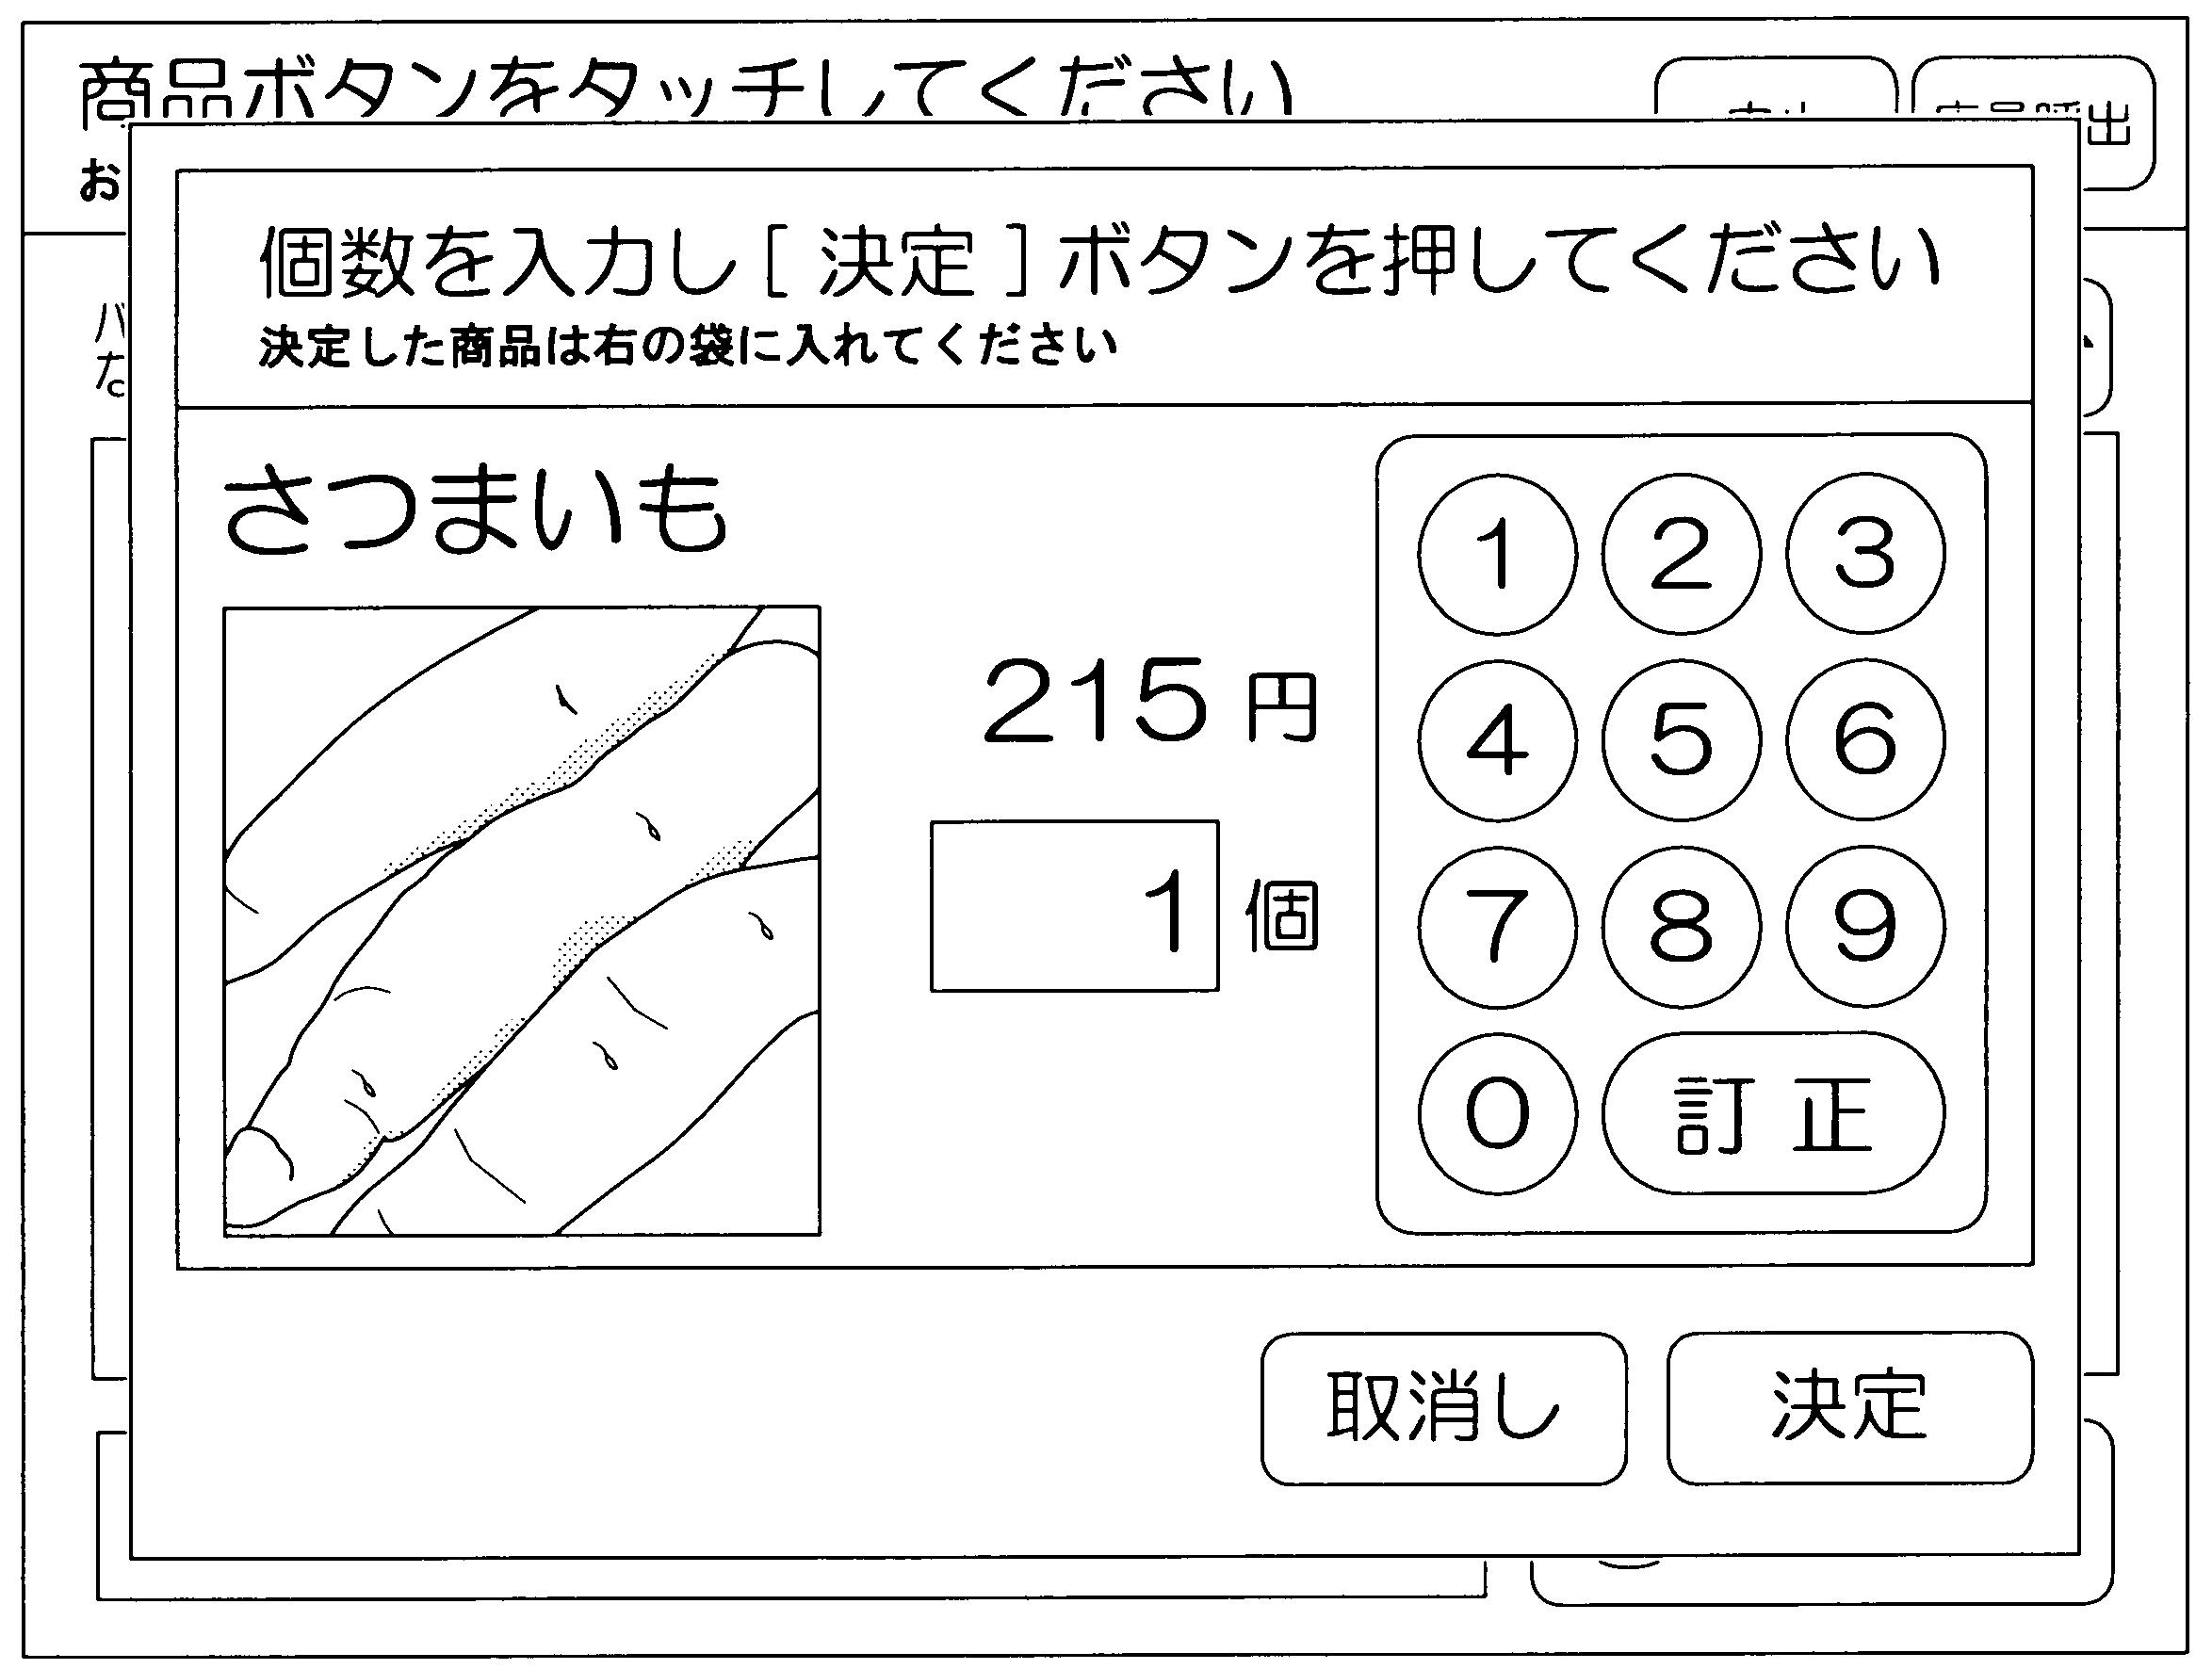 商品ボタンをタッチしてください
お
個数を入力し[決定]ボタンを押してください
決定した商品は右の袋に入れてください
さつまいも
215円
1個
1 2 3
4 5 6
7 8 9
0 訂正
取消し 決定